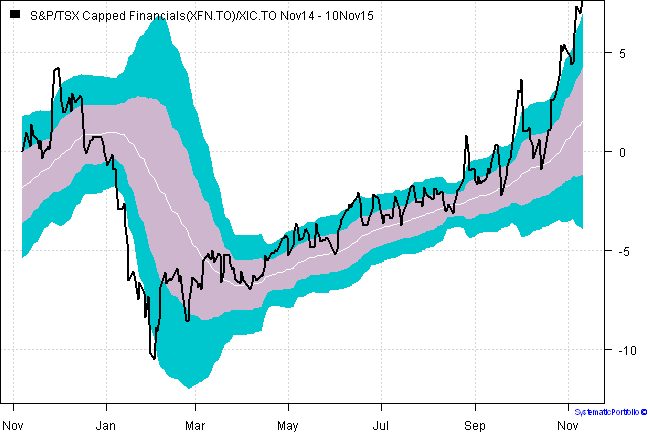 S&P/TSX Capped Financials(XFN.TO)/XIC.TO Nov14 - 10Nov15
5
0
-5
-10
SystematicPortfolio ©
Nov Jan Mar May Jul Sep Nov